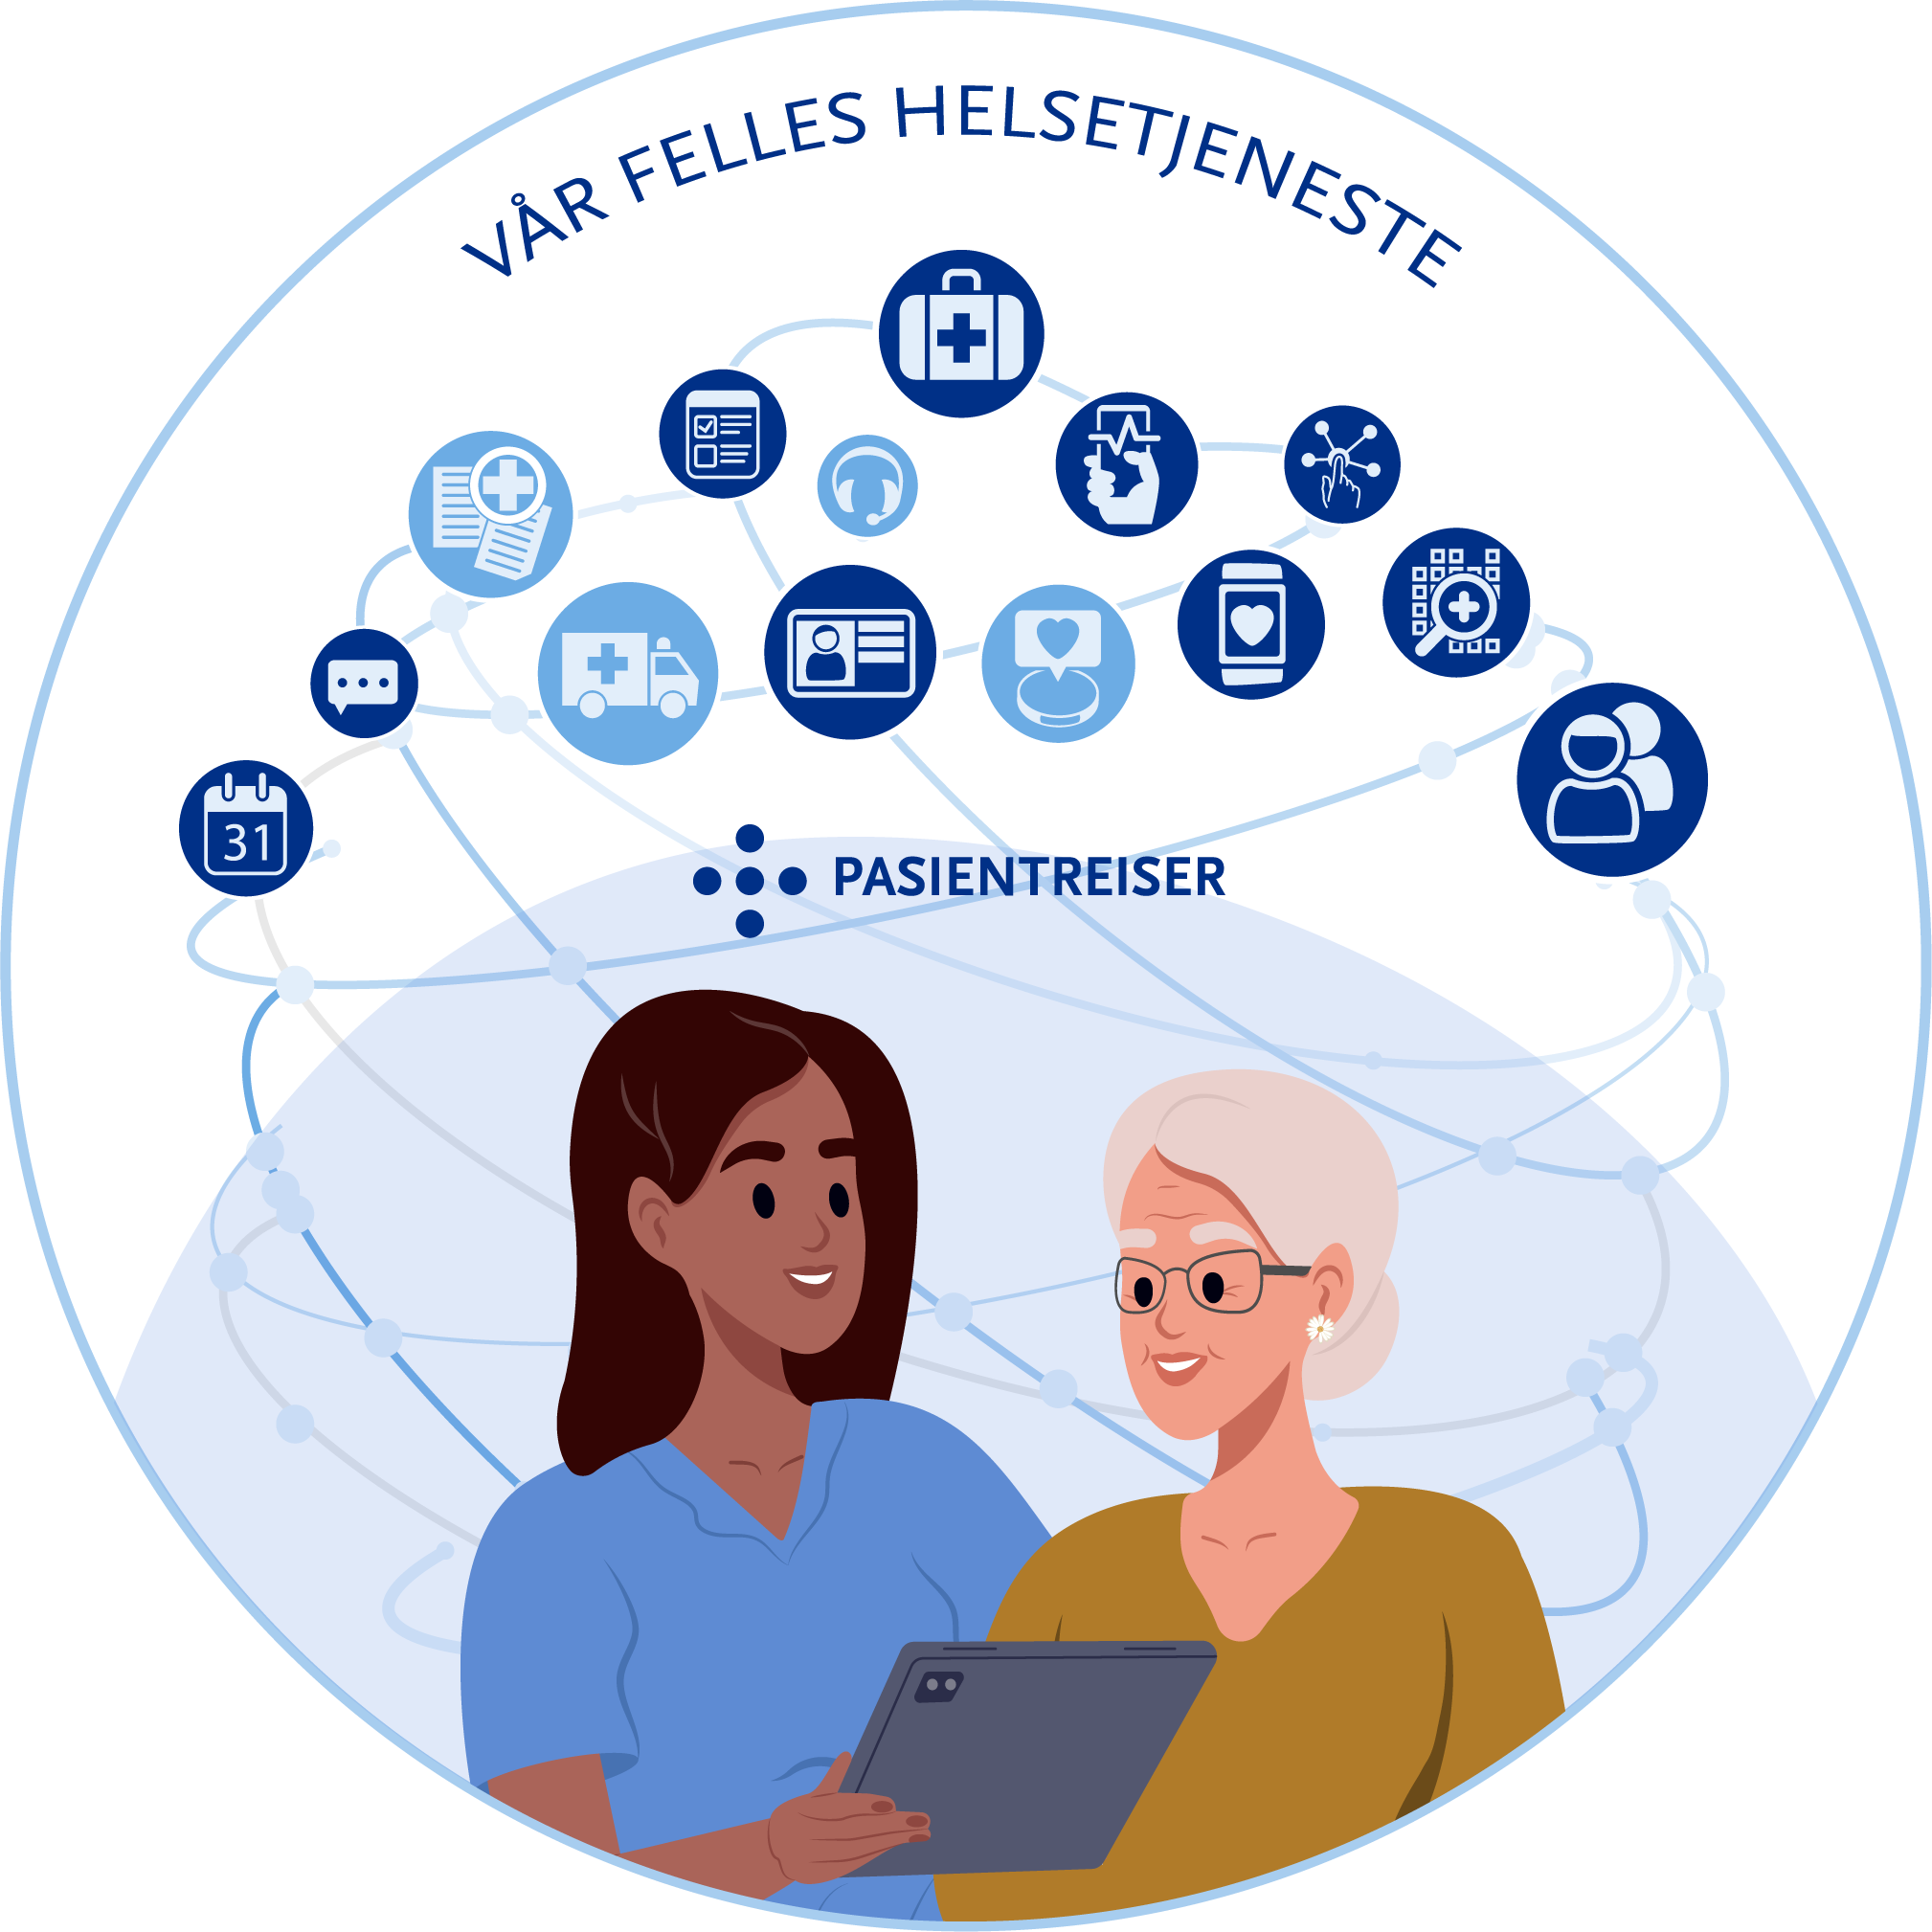 VÅR FELLES HELSETJENESTE
31
PASIENTREISER